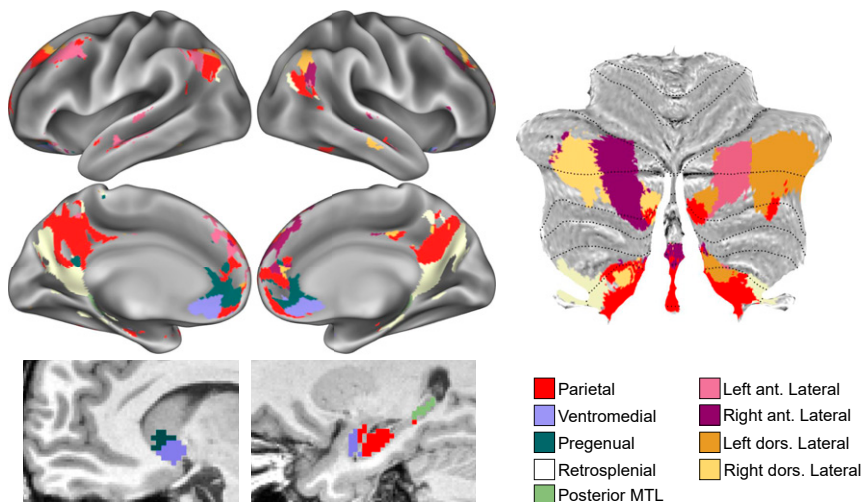 Parietal
Ventromedial
Pregenual
Retrosplenial
Posterior MTL
Left ant. Lateral
Right ant. Lateral
Left dors. Lateral
Right dors. Lateral